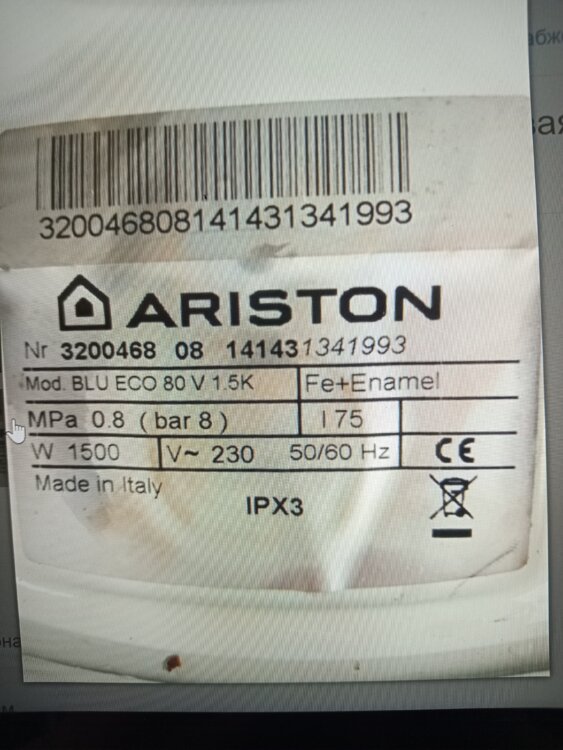 320046808141431341993
ARISTON
Nr 3200468 08 141431341993
Mod. BLU ECO 80 V 1.5K Fe+Enamel
MPa 0.8 ( bar 8 ) l 75
W 1500 V~ 230 50/60 Hz CE
Made in Italy
IPX3